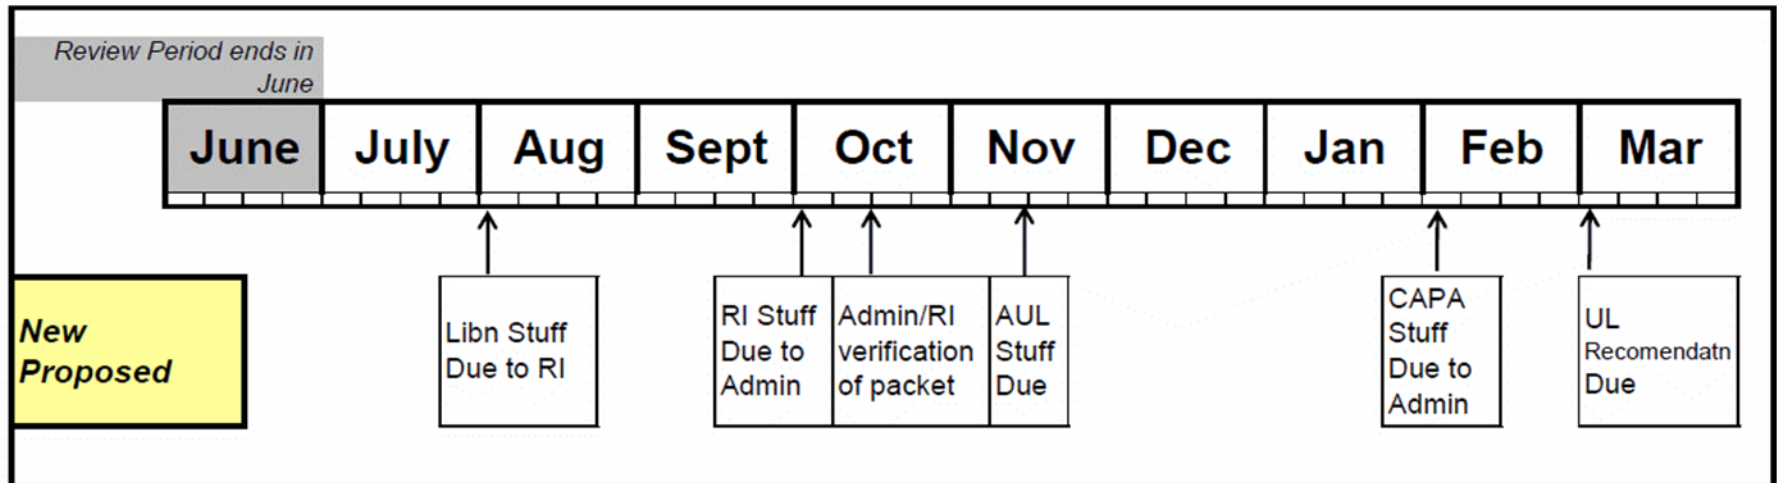 Review Period ends in
June
June July Aug Sept Oct Nov Dec Jan Feb Mar
New
Proposed
Libn Stuff
Due to RI
RI Stuff
Due to
Admin
Admin/RI
verification
of packet
AUL
Stuff
Due
CAPA
Stuff
Due to
Admin
UL
Recomendatn
Due